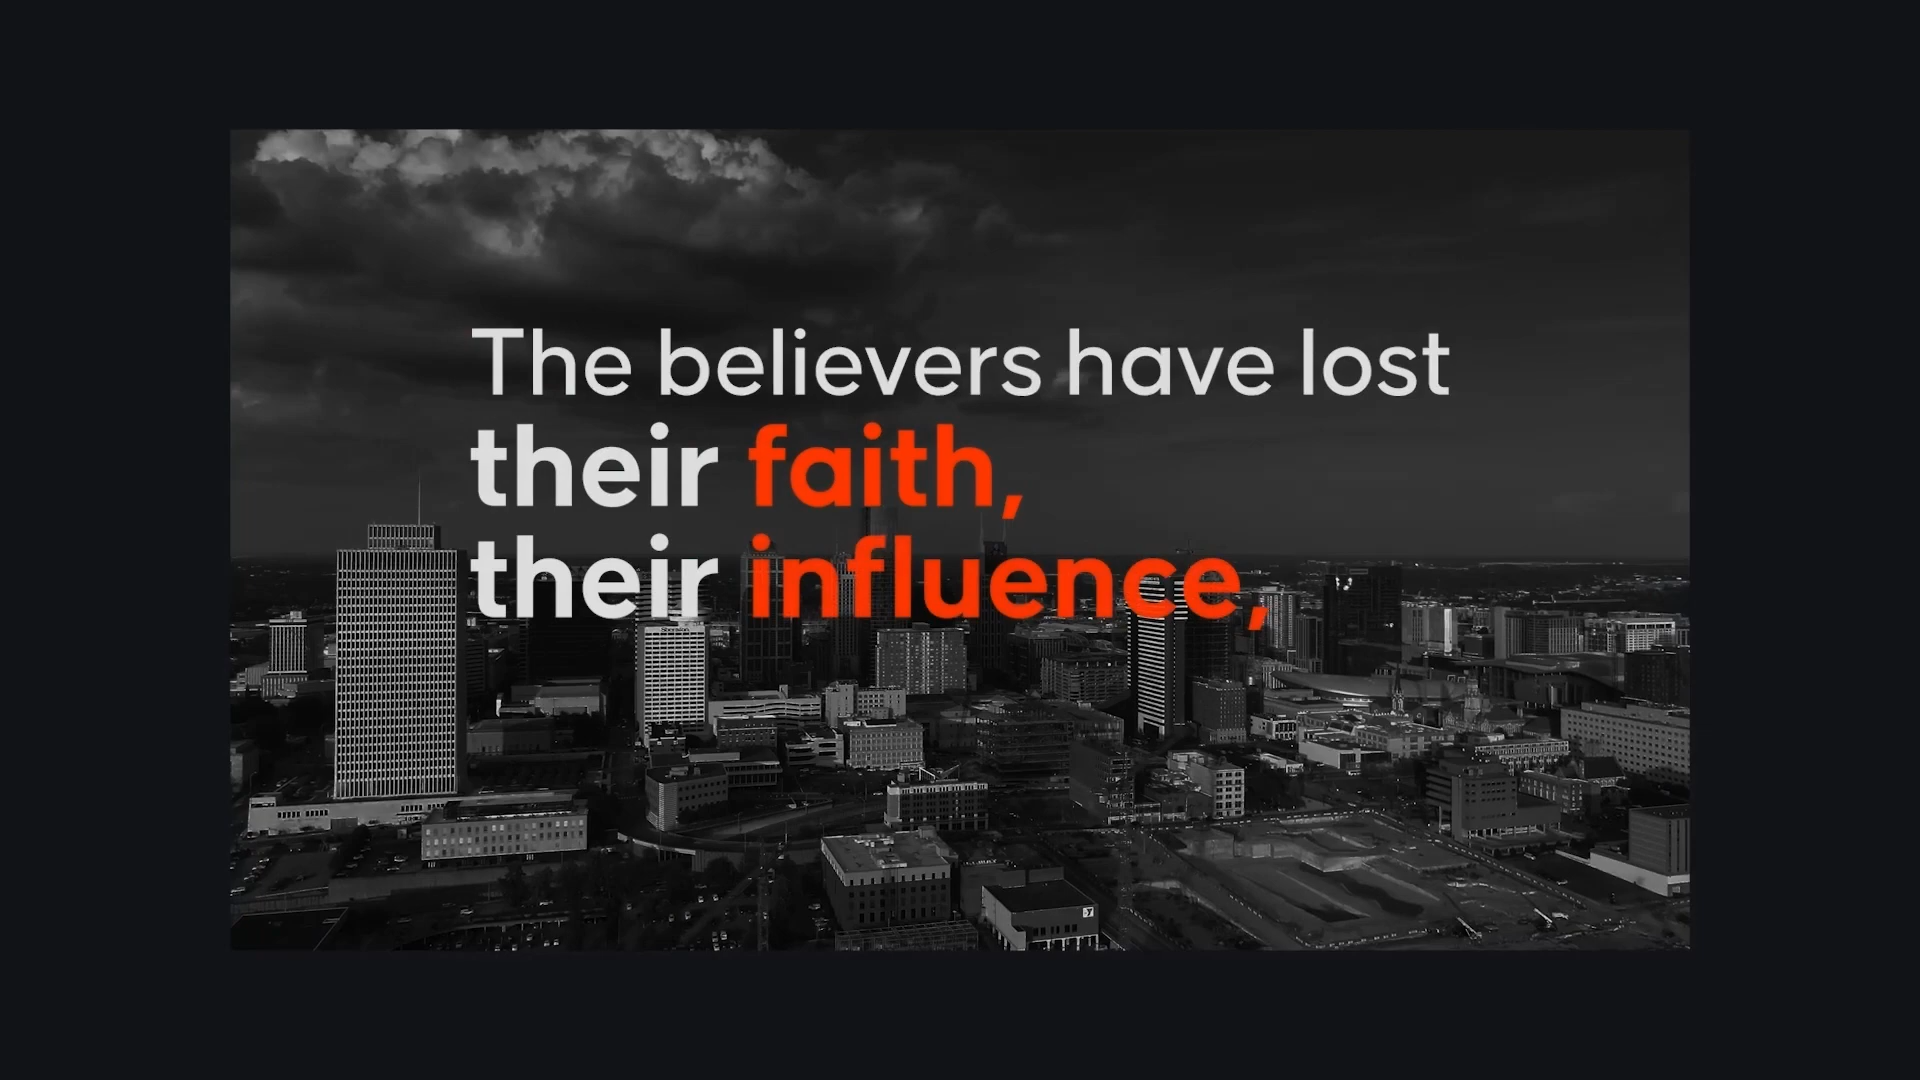 The believers have lost
their faith,
their influence,